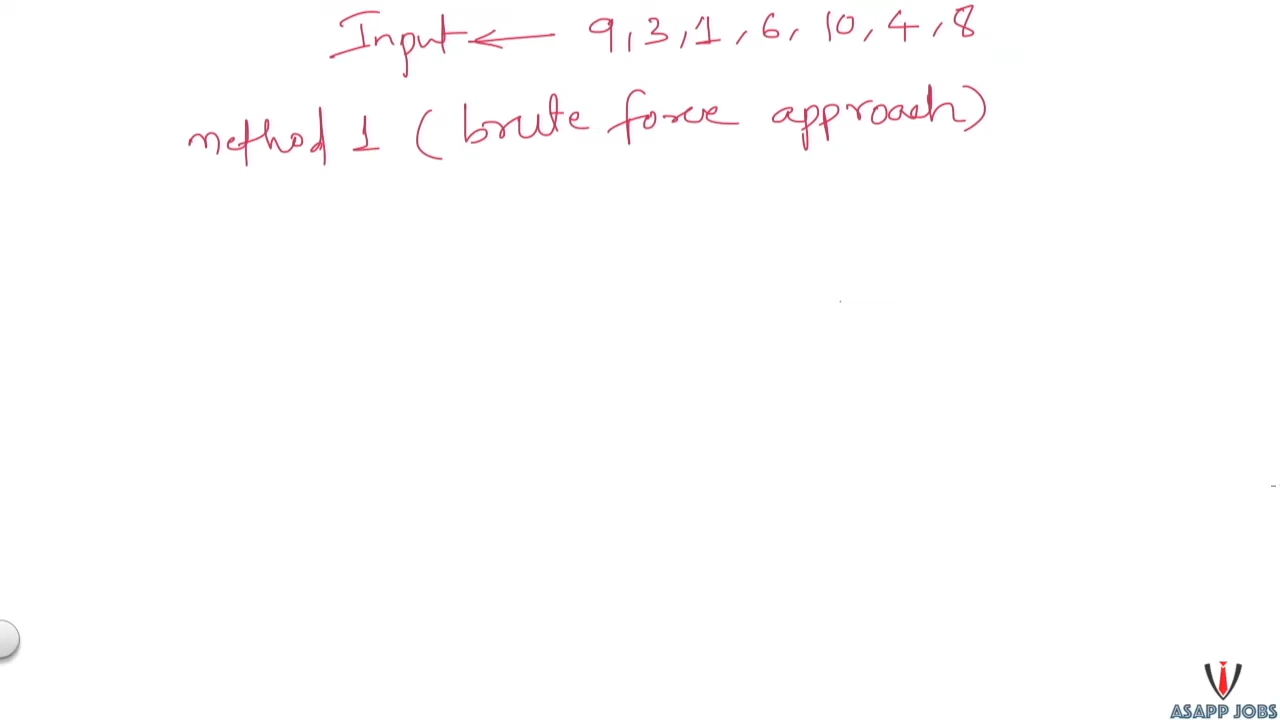 Input ← 9, 3, 1, 6, 10, 4, 8
method 1 (brute force approach)
ASAPP JOBS